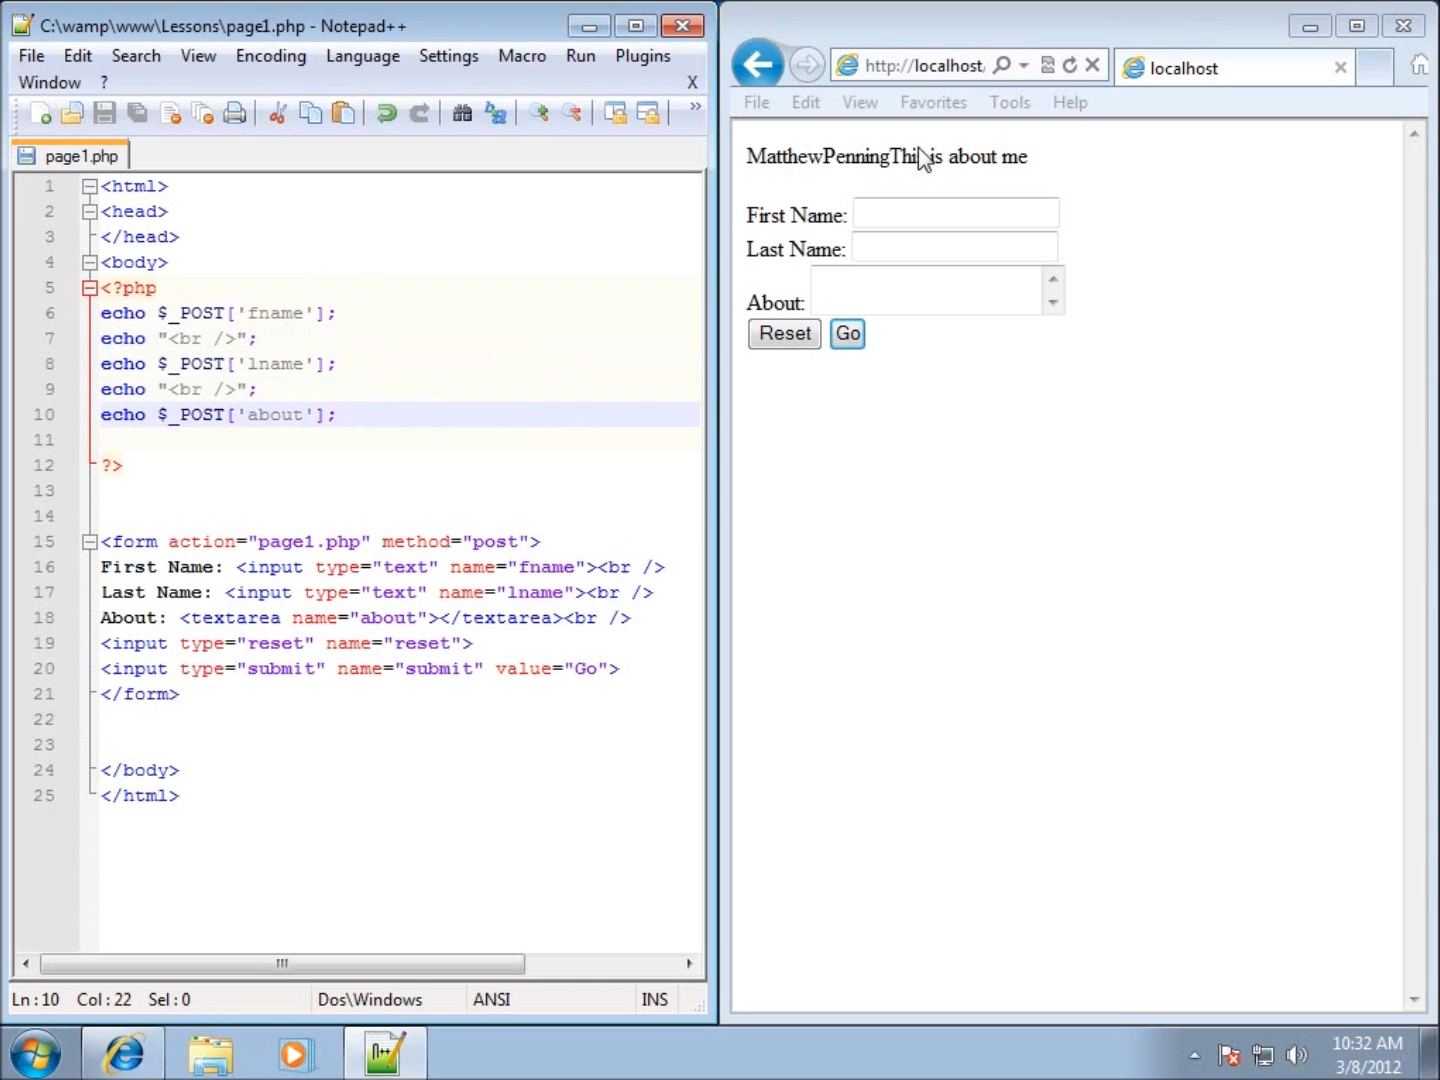 C:\wamp\www\Lessons\page1.php - Notepad++
File Edit Search View Encoding Language Settings Macro Run Plugins
Window ? X
page1.php
1 <html>
2 <head>
3 </head>
4 <body>
5 <?php
6 echo $_POST['fname'];
7 echo "<br />";
8 echo $_POST['lname'];
9 echo "<br />";
10 echo $_POST['about'];
11
12 ?>
13
14
15 <form action="page1.php" method="post">
16 First Name: <input type="text" name="fname"><br />
17 Last Name: <input type="text" name="lname"><br />
18 About: <textarea name="about"></textarea><br />
19 <input type="reset" name="reset">
20 <input type="submit" name="submit" value="Go">
21 </form>
22
23
24 </body>
25 </html>
Ln : 10 Col : 22 Sel : 0 Dos\Windows ANSI INS
http://localhost
localhost
File Edit View Favorites Tools Help
MatthewPenningThis is about me
First Name:
Last Name:
About:
Reset Go
10:32 AM
3/8/2012